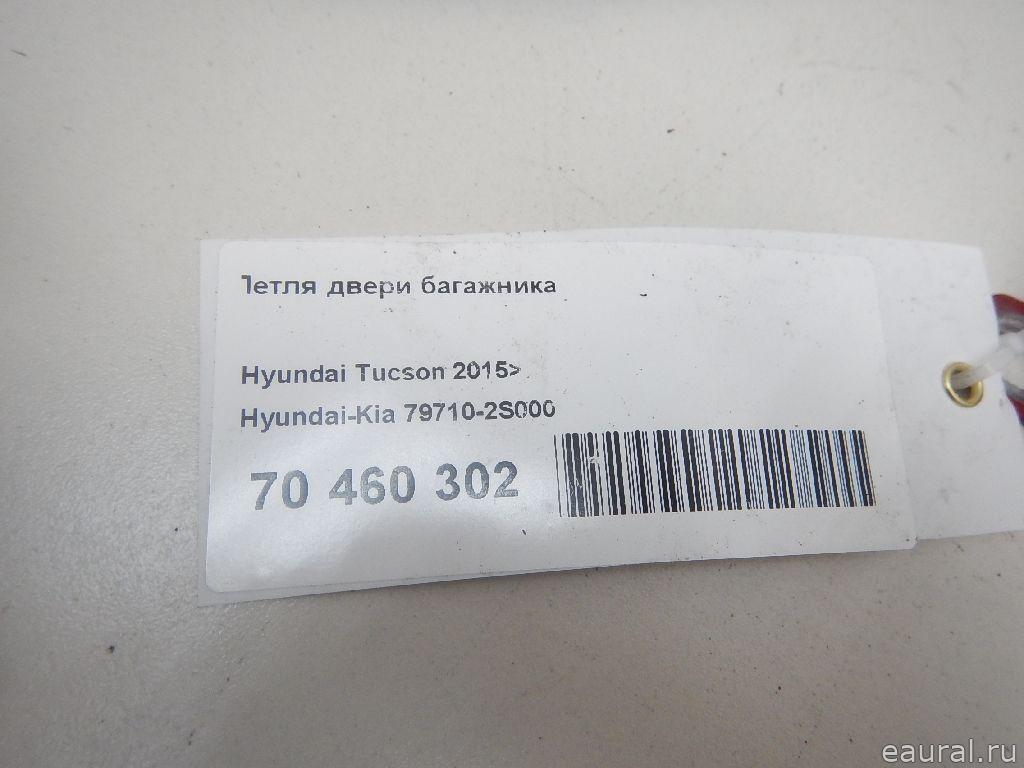 Петля двери багажника
Hyundai Tucson 2015>
Hyundai-Kia 79710-2S000
70 460 302
eaural.ru